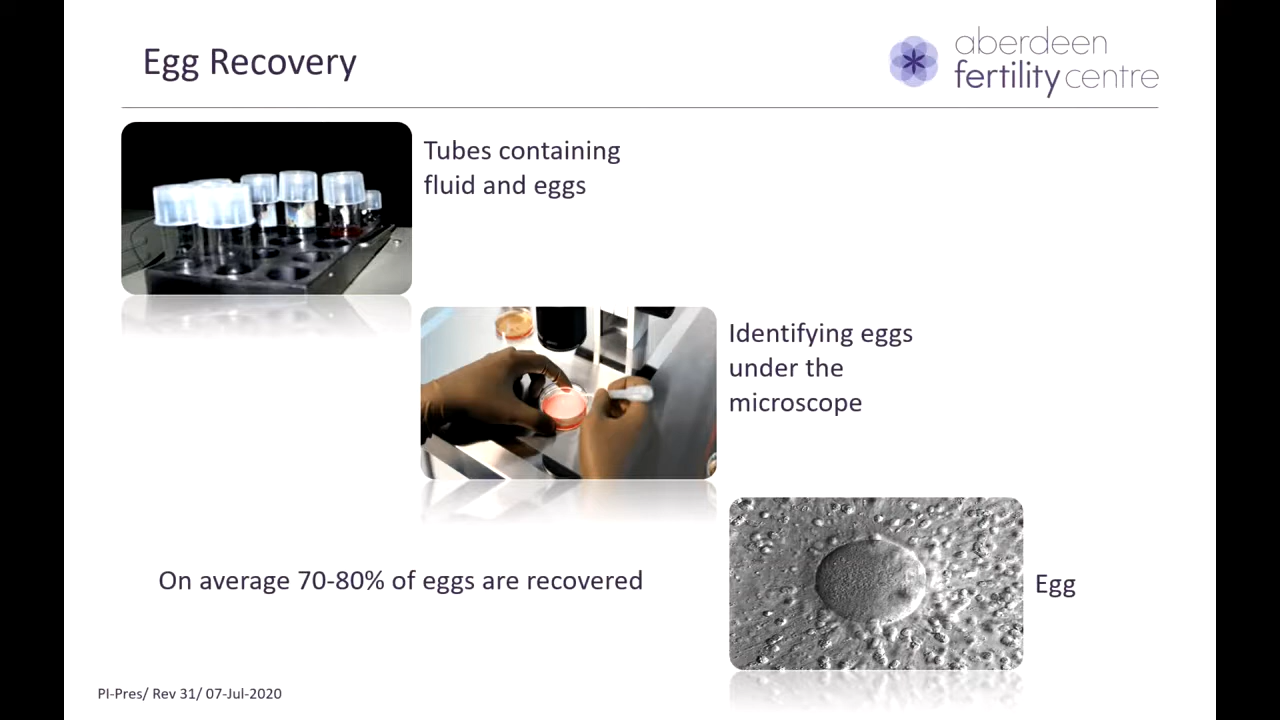 Egg Recovery
aberdeen
fertility centre
Tubes containing
fluid and eggs
Identifying eggs
under the
microscope
On average 70-80% of eggs are recovered
Egg
PI-Pres/ Rev 31/ 07-Jul-2020